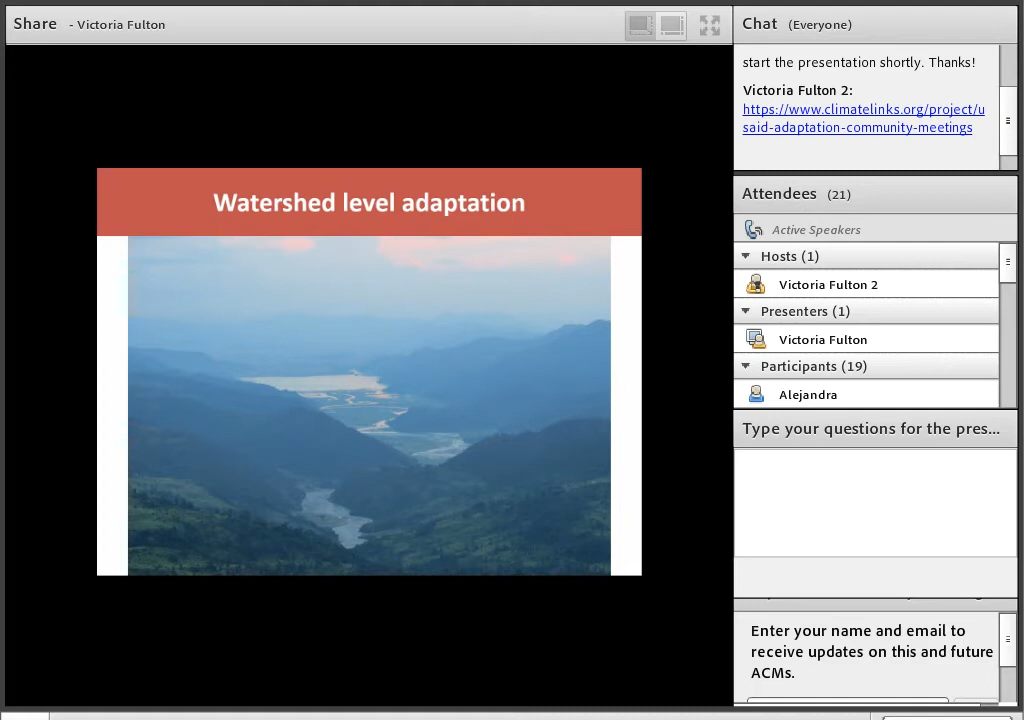 Share - Victoria Fulton
Watershed level adaptation
Chat (Everyone)
start the presentation shortly. Thanks!
Victoria Fulton 2:
https://www.climatelinks.org/project/u
said-adaptation-community-meetings
Attendees (21)
Active Speakers
Hosts (1)
Victoria Fulton 2
Presenters (1)
Victoria Fulton
Participants (19)
Alejandra
Type your questions for the pres...
Enter your name and email to
receive updates on this and future
ACMs.